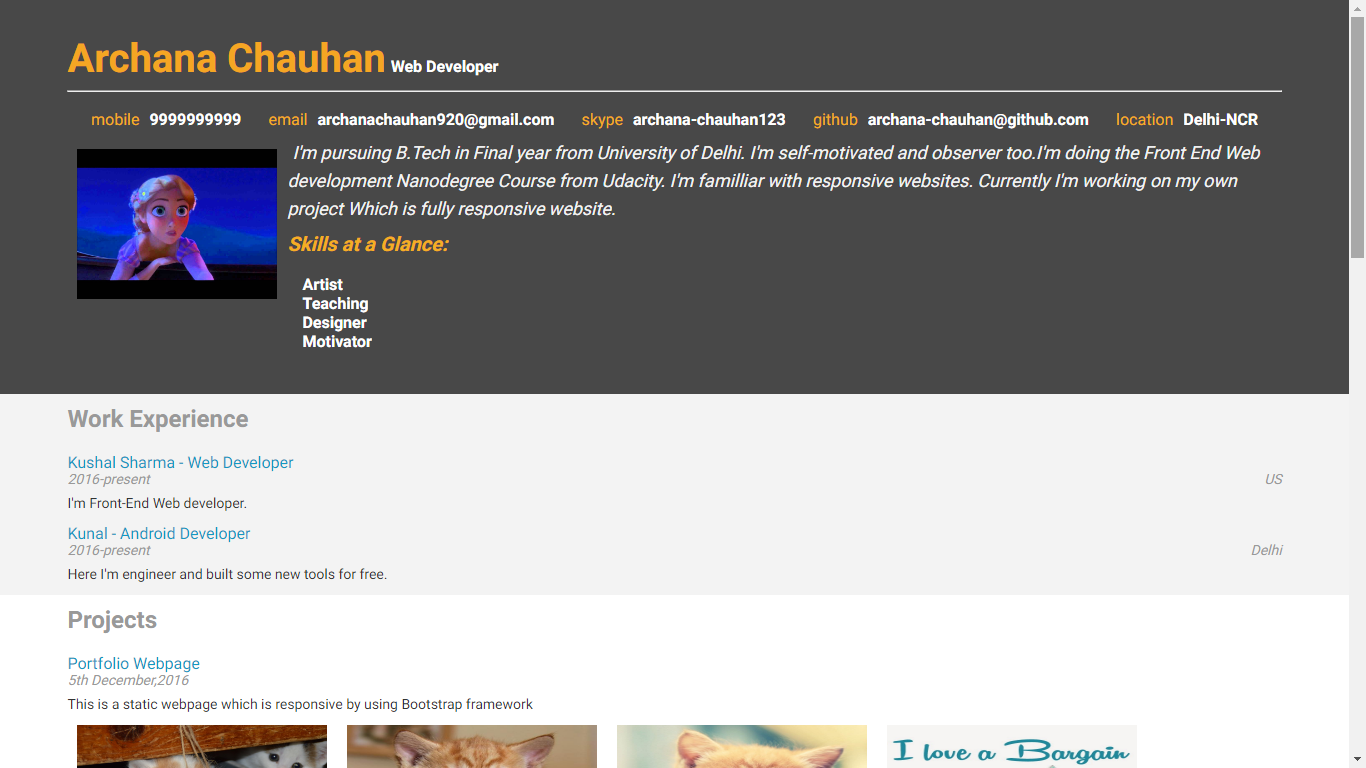 Archana Chauhan Web Developer
mobile 9999999999 email archanachauhan920@gmail.com skype archana-chauhan123 github archana-chauhan@github.com location Delhi-NCR
I'm pursuing B.Tech in Final year from University of Delhi. I'm self-motivated and observer too.I'm doing the Front End Web
development Nanodegree Course from Udacity. I'm familliar with responsive websites. Currently I'm working on my own
project Which is fully responsive website.
Skills at a Glance:
Artist
Teaching
Designer
Motivator
Work Experience
Kushal Sharma - Web Developer
2016-present US
I'm Front-End Web developer.
Kunal - Android Developer
2016-present Delhi
Here I'm engineer and built some new tools for free.
Projects
Portfolio Webpage
5th December,2016
This is a static webpage which is responsive by using Bootstrap framework
I love a Bargain